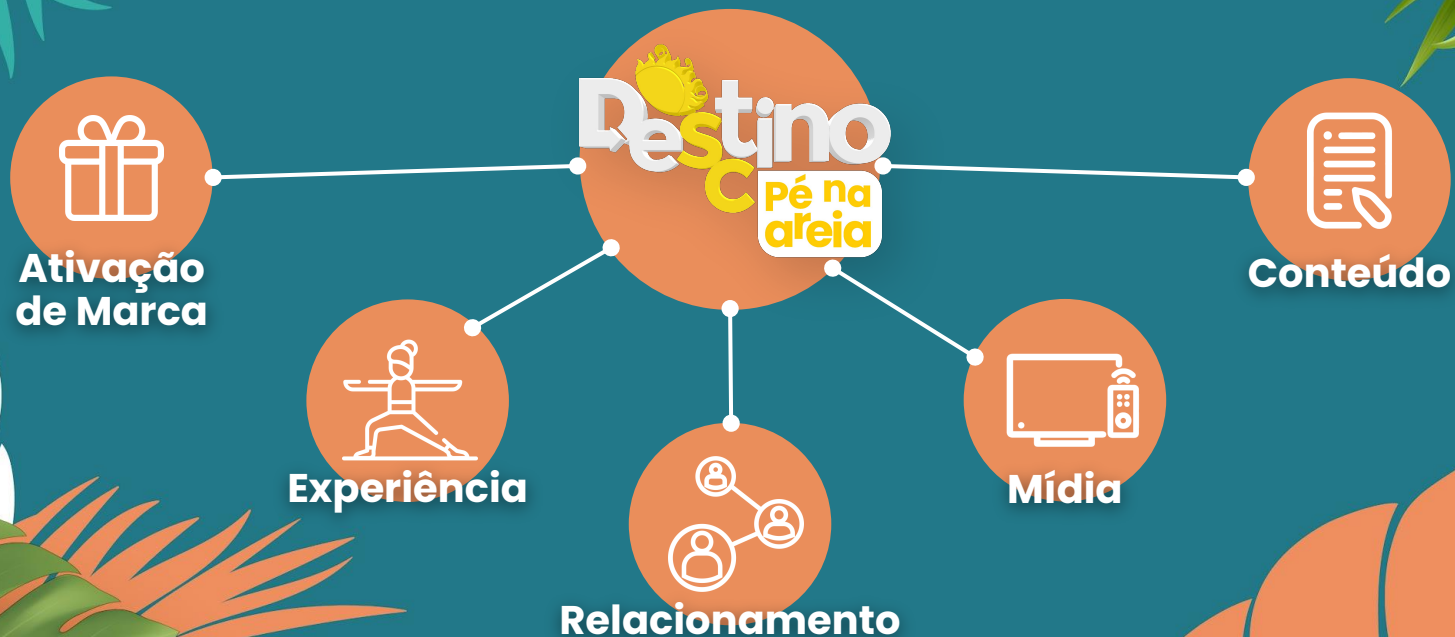 Destino
SC
Pé na
areia
Ativação
de Marca
Conteúdo
Experiência
Mídia
Relacionamento